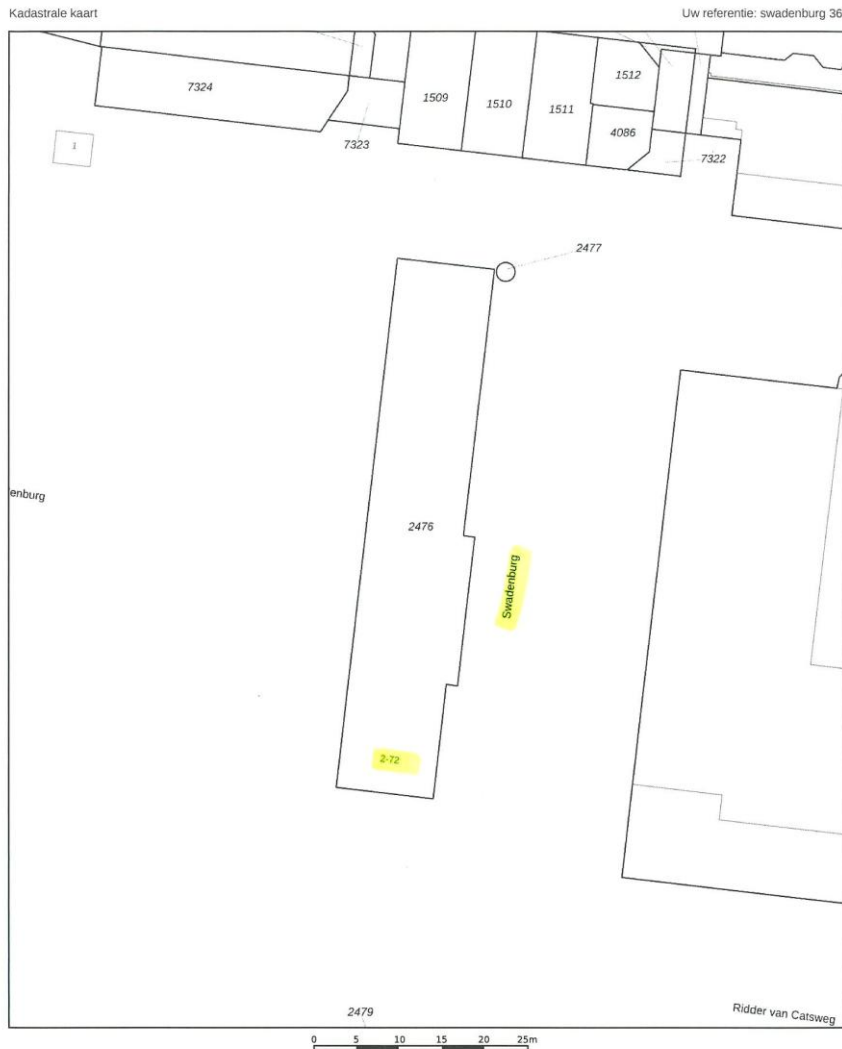 Kadastrale kaart
Uw referentie: swadenburg 36
7324
1
7323
1509
1510
1511
1512
4086
7322
2477
enburg
2476
Swadenburg
2-72
2479
Ridder van Catsweg
0 5 10 15 20 25m